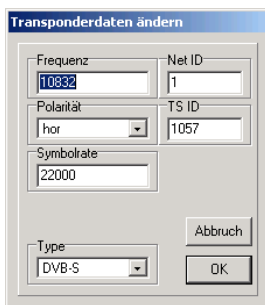 Transponderdaten ändern
Frequenz Net ID
10832 1
Polarität TS ID
hor 1057
Symbolrate
22000
Abbruch
Type
DVB-S OK